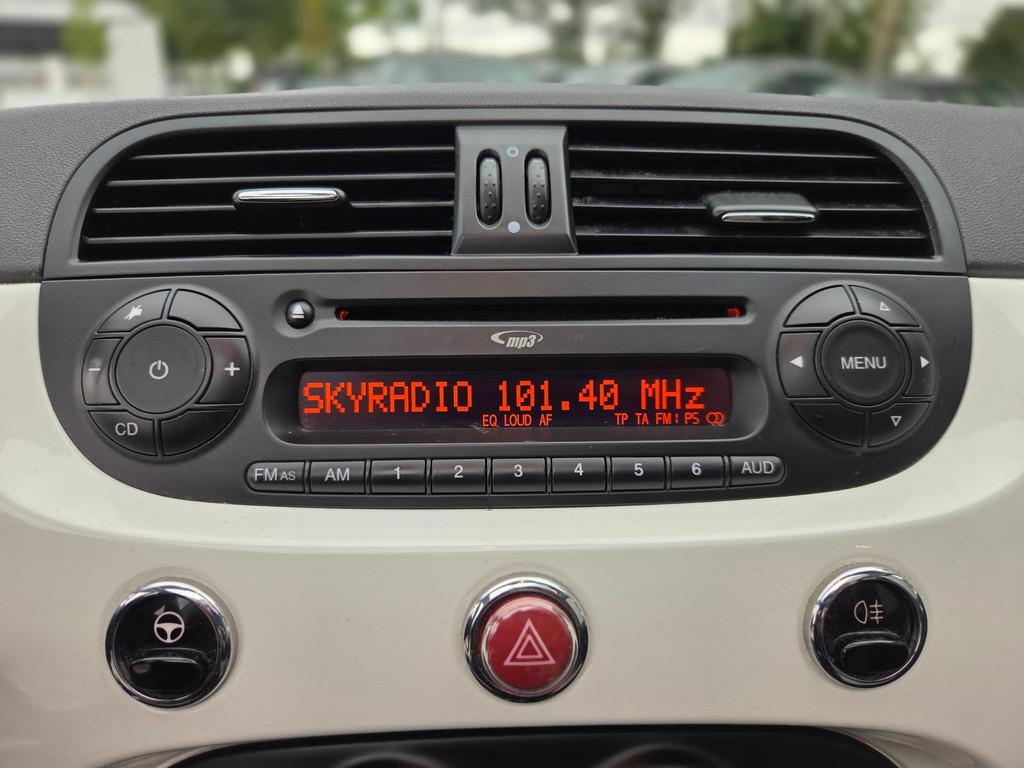 mp3
MENU
SKYRADIO 101.40 MHz
EQ LOUD AF TP TA FM1 P5
CD
FM AS AM 1 2 3 4 5 6 AUD